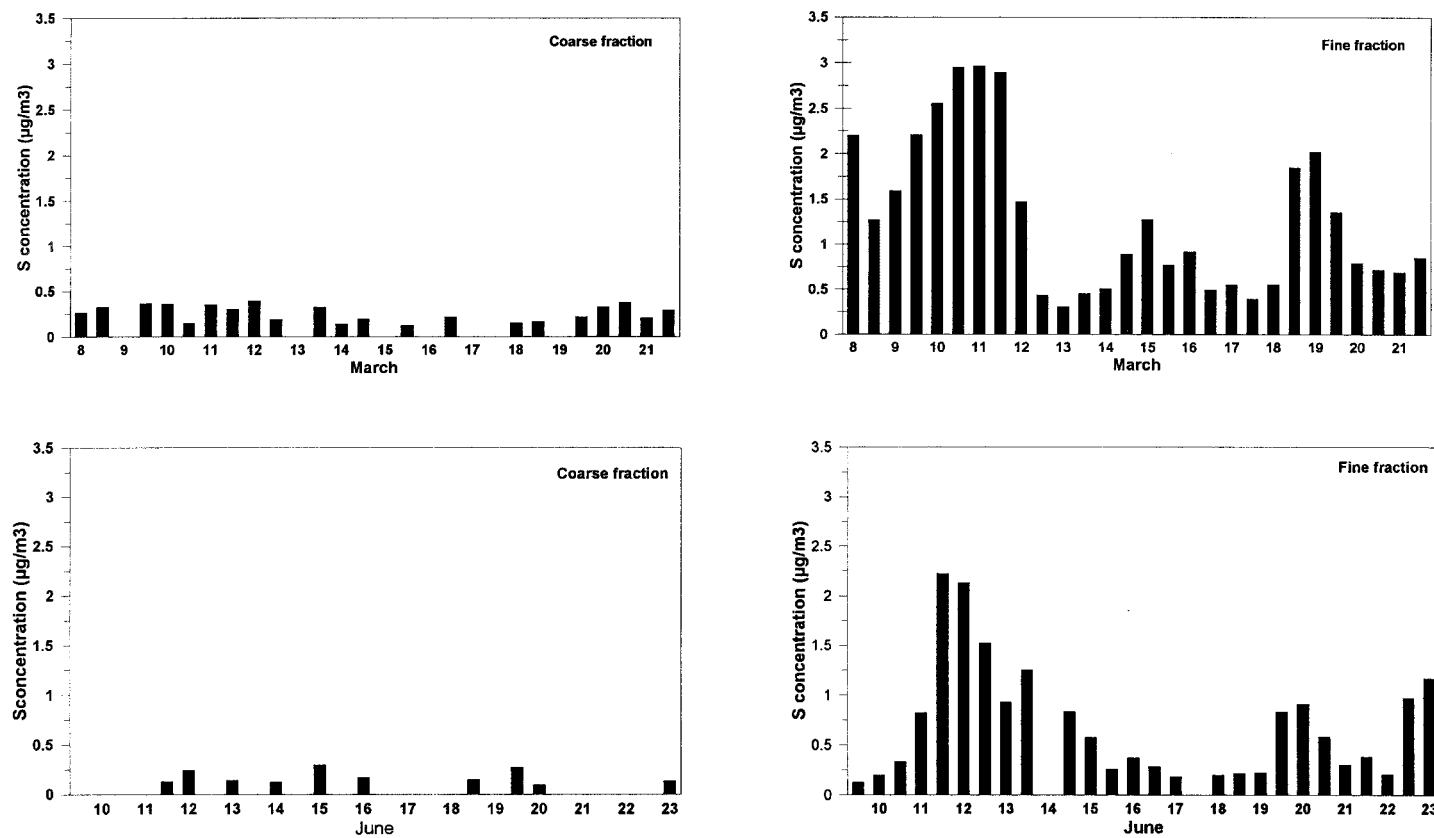 3.5
Coarse fraction
3
2.5
2
1.5
1
0.5
0
S concentration (µg/m3)
8 9 10 11 12 13 14 15 16 17 18 19 20 21
March
3.5
Fine fraction
3
2.5
2
1.5
1
0.5
0
S concentration (µg/m3)
8 9 10 11 12 13 14 15 16 17 18 19 20 21
March
3.5
Coarse fraction
3
2.5
2
1.5
1
0.5
0
Sconcentration (µg/m3)
10 11 12 13 14 15 16 17 18 19 20 21 22 23
June
3.5
Fine fraction
3
2.5
2
1.5
1
0.5
0
S concentration (µg/m3)
10 11 12 13 14 15 16 17 18 19 20 21 22 23
June